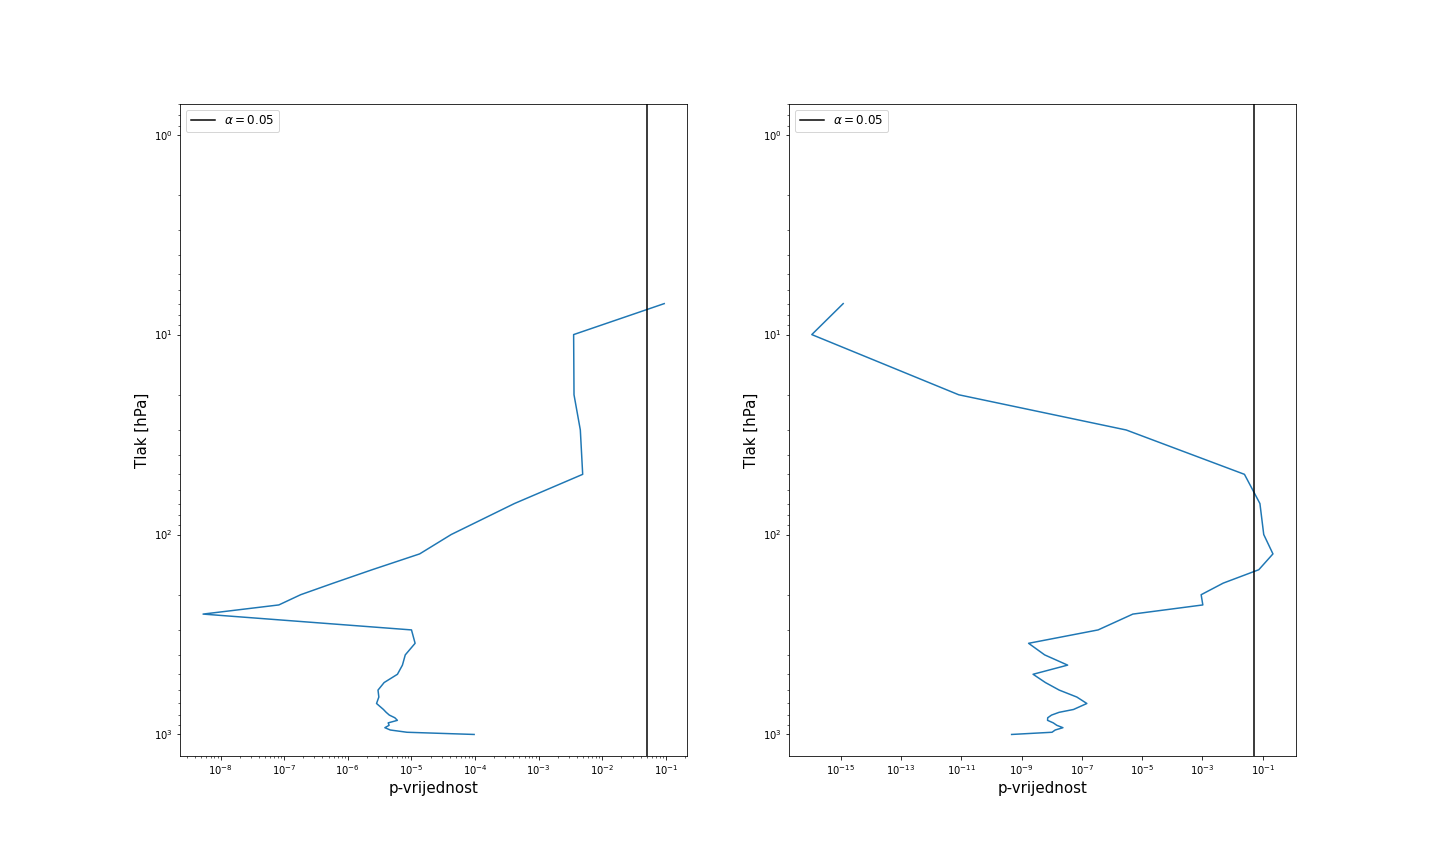 α = 0.05
10⁰
10¹
10²
10³
Tlak [hPa]
10⁻⁸ 10⁻⁷ 10⁻⁶ 10⁻⁵ 10⁻⁴ 10⁻³ 10⁻² 10⁻¹
p-vrijednost
α = 0.05
10⁰
10¹
10²
10³
Tlak [hPa]
10⁻¹⁵ 10⁻¹³ 10⁻¹¹ 10⁻⁹ 10⁻⁷ 10⁻⁵ 10⁻³ 10⁻¹
p-vrijednost